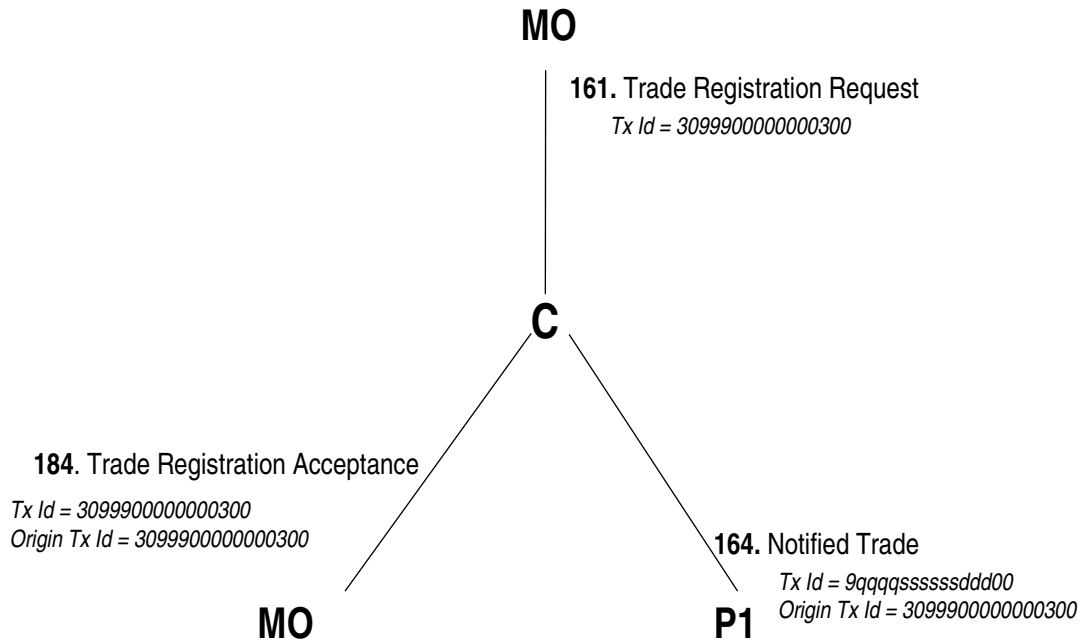 MO
161. Trade Registration Request
Tx Id = 3099900000000300
C
184. Trade Registration Acceptance
Tx Id = 3099900000000300
Origin Tx Id = 3099900000000300
164. Notified Trade
Tx Id = 9qqqqssssssddd00
Origin Tx Id = 3099900000000300
MO
P1